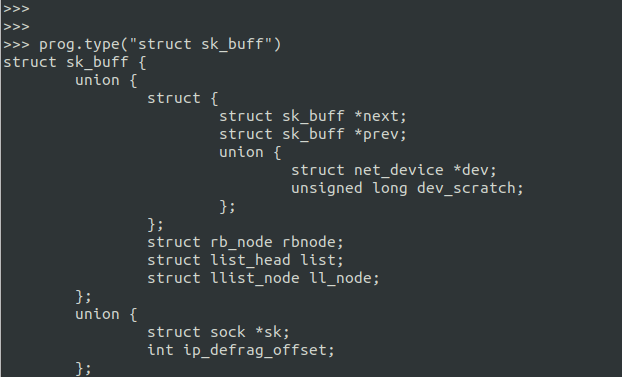 >>>
>>>
>>> prog.type("struct sk_buff")
struct sk_buff {
        union {
                struct {
                        struct sk_buff *next;
                        struct sk_buff *prev;
                        union {
                                struct net_device *dev;
                                unsigned long dev_scratch;
                        };
                };
                struct rb_node rbnode;
                struct list_head list;
                struct llist_node ll_node;
        };
        union {
                struct sock *sk;
                int ip_defrag_offset;
        };